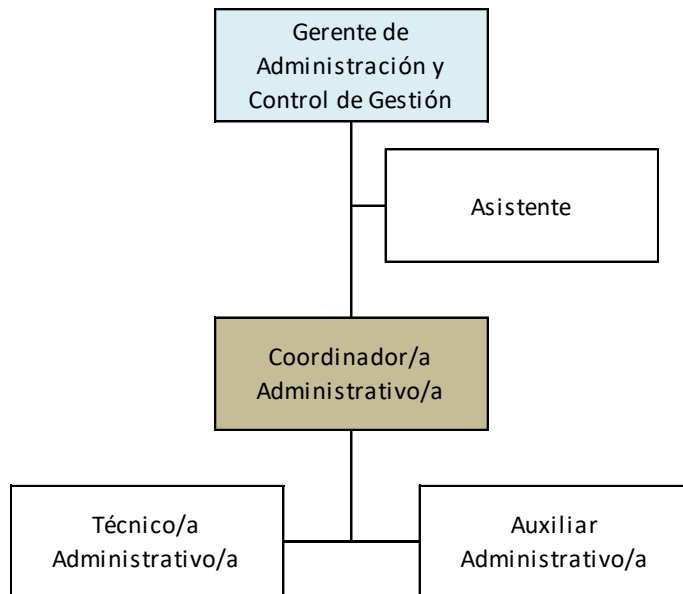 Gerente de
Administración y
Control de Gestión
Asistente
Coordinador/a
Administrativo/a
Técnico/a
Administrativo/a
Auxiliar
Administrativo/a